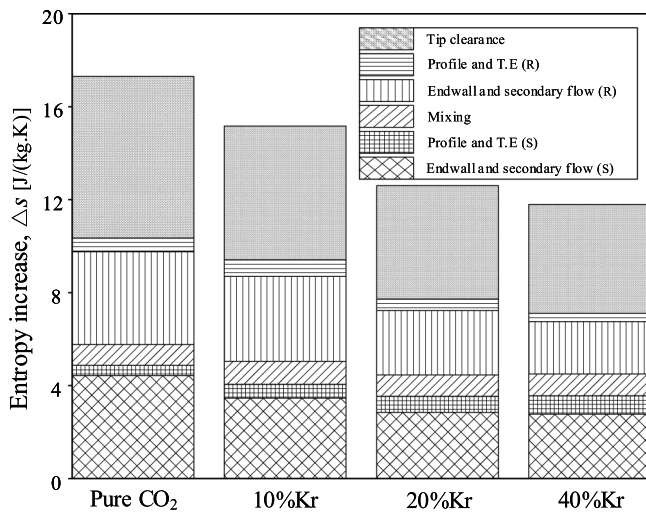 20
16
12
8
4
0
Entropy increase, △s [J/(kg.K)]
Tip clearance
Profile and T.E (R)
Endwall and secondary flow (R)
Mixing
Profile and T.E (S)
Endwall and secondary flow (S)
Pure CO₂ 10%Kr 20%Kr 40%Kr